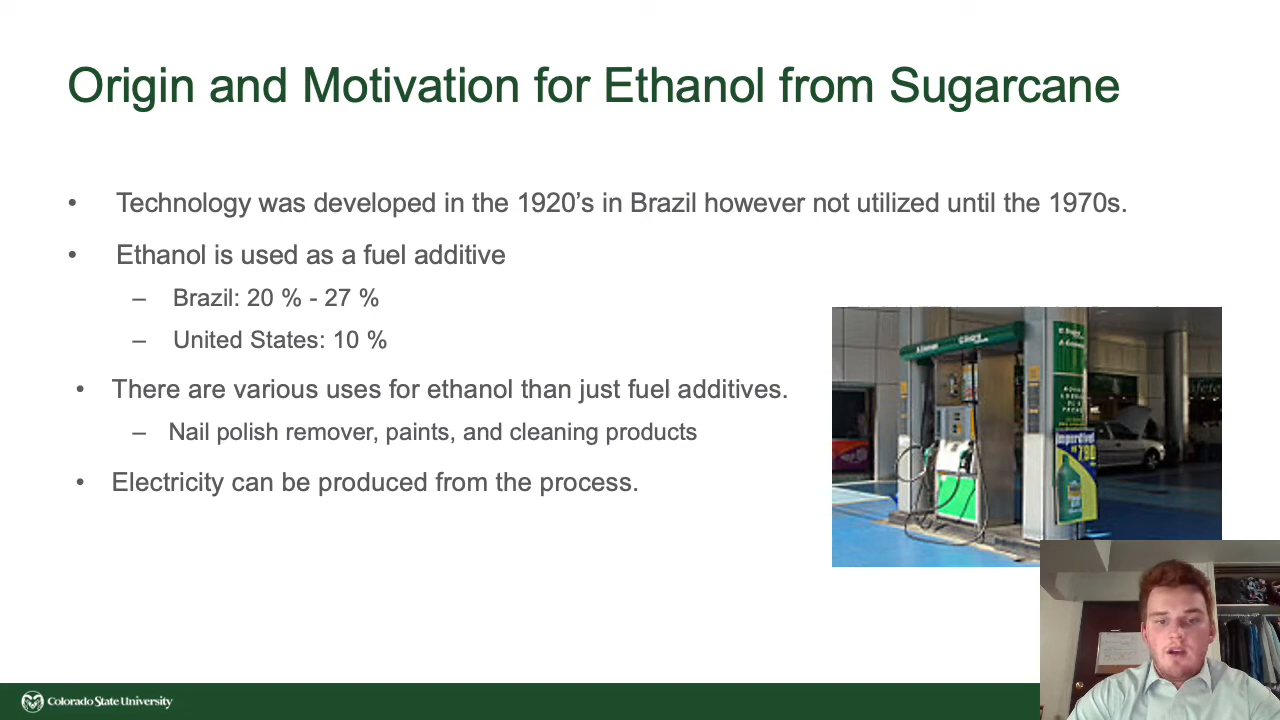 Origin and Motivation for Ethanol from Sugarcane
• Technology was developed in the 1920’s in Brazil however not utilized until the 1970s.
• Ethanol is used as a fuel additive
– Brazil: 20 % - 27 %
– United States: 10 %
• There are various uses for ethanol than just fuel additives.
– Nail polish remover, paints, and cleaning products
• Electricity can be produced from the process.
Imperdível
Colorado State University